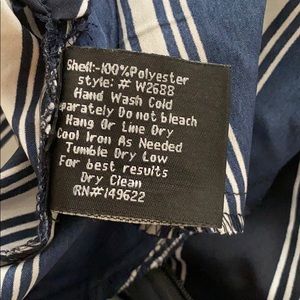 Shell:-100%Polyester
style: # W2688
Hand Wash Cold
eparately Do not bleach
Hang Or Line Dry
Cool Iron As Needed
Tumble Dry Low
For best results
Dry Clean
RN#149622